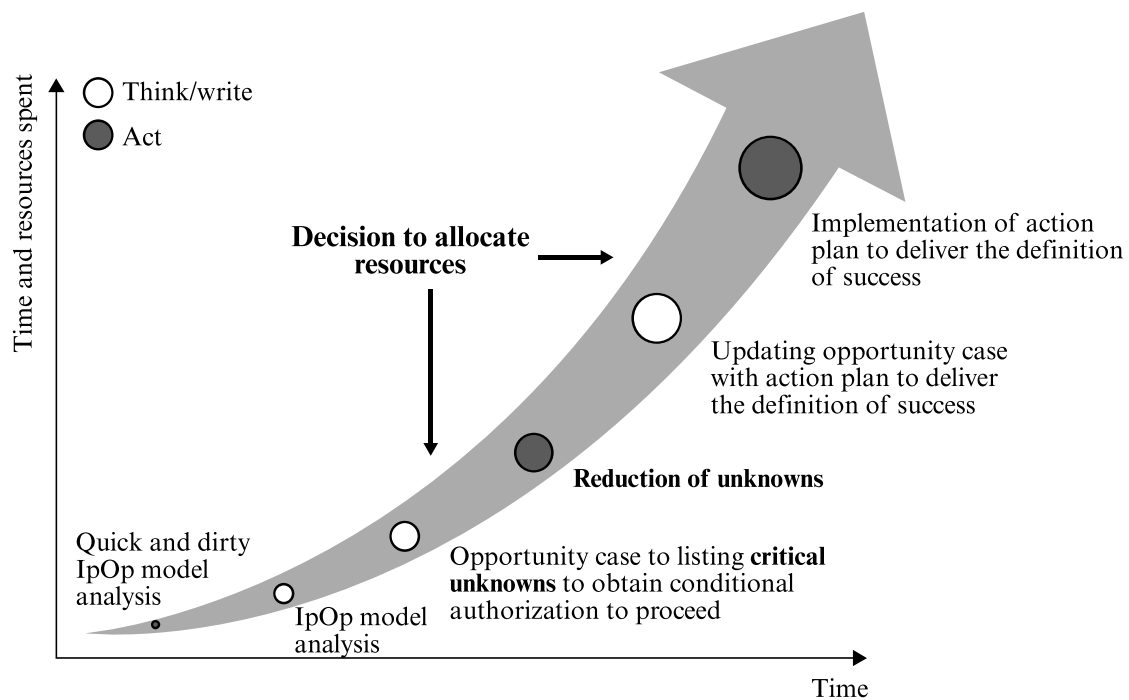 Time and resources spent
Think/write
Act
Decision to allocate
resources
Implementation of action
plan to deliver the definition
of success
Updating opportunity case
with action plan to deliver
the definition of success
Reduction of unknowns
Quick and dirty
IpOp model
analysis
Opportunity case to listing critical
unknowns to obtain conditional
authorization to proceed
IpOp model
analysis
Time